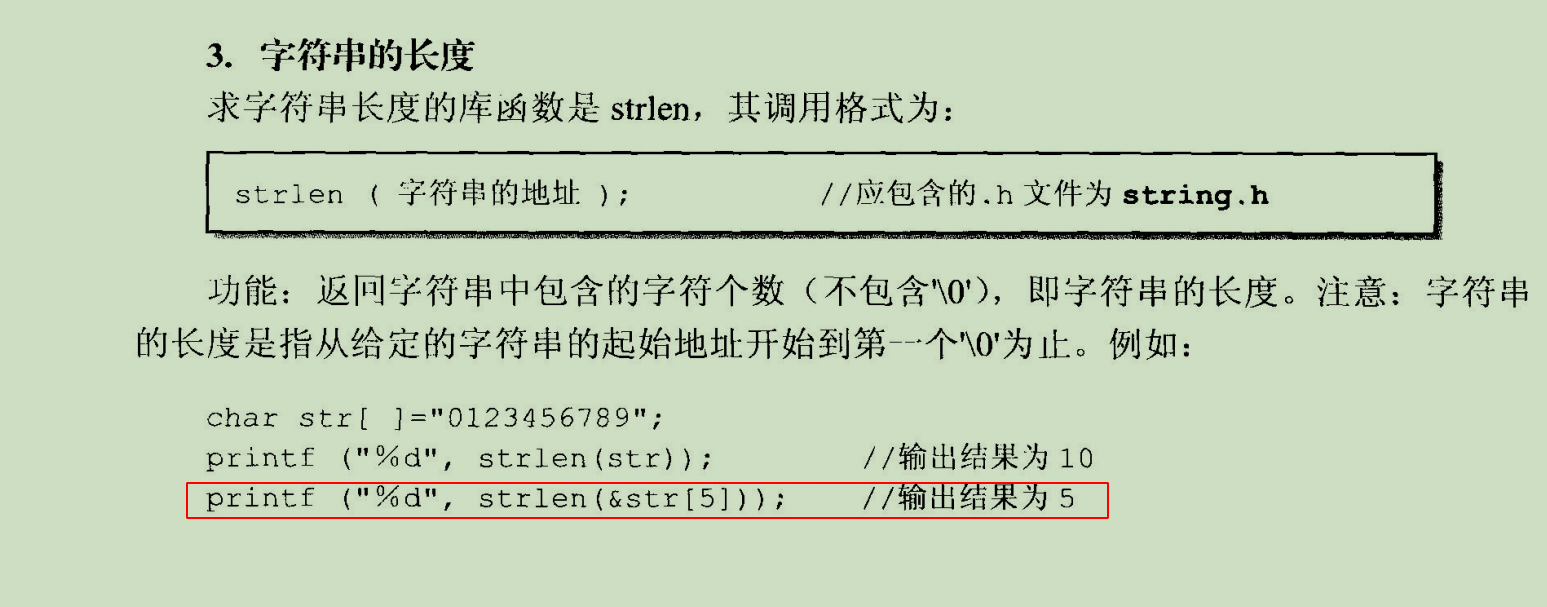 3. 字符串的长度
求字符串长度的库函数是 strlen，其调用格式为：
strlen ( 字符串的地址 ); //应包含的.h 文件为 string.h
功能：返回字符串中包含的字符个数（不包含'\0'），即字符串的长度。注意：字符串
的长度是指从给定的字符串的起始地址开始到第一个'\0'为止。例如：
char str[ ]="0123456789";
printf ("%d", strlen(str)); //输出结果为 10
printf ("%d", strlen(&str[5])); //输出结果为 5